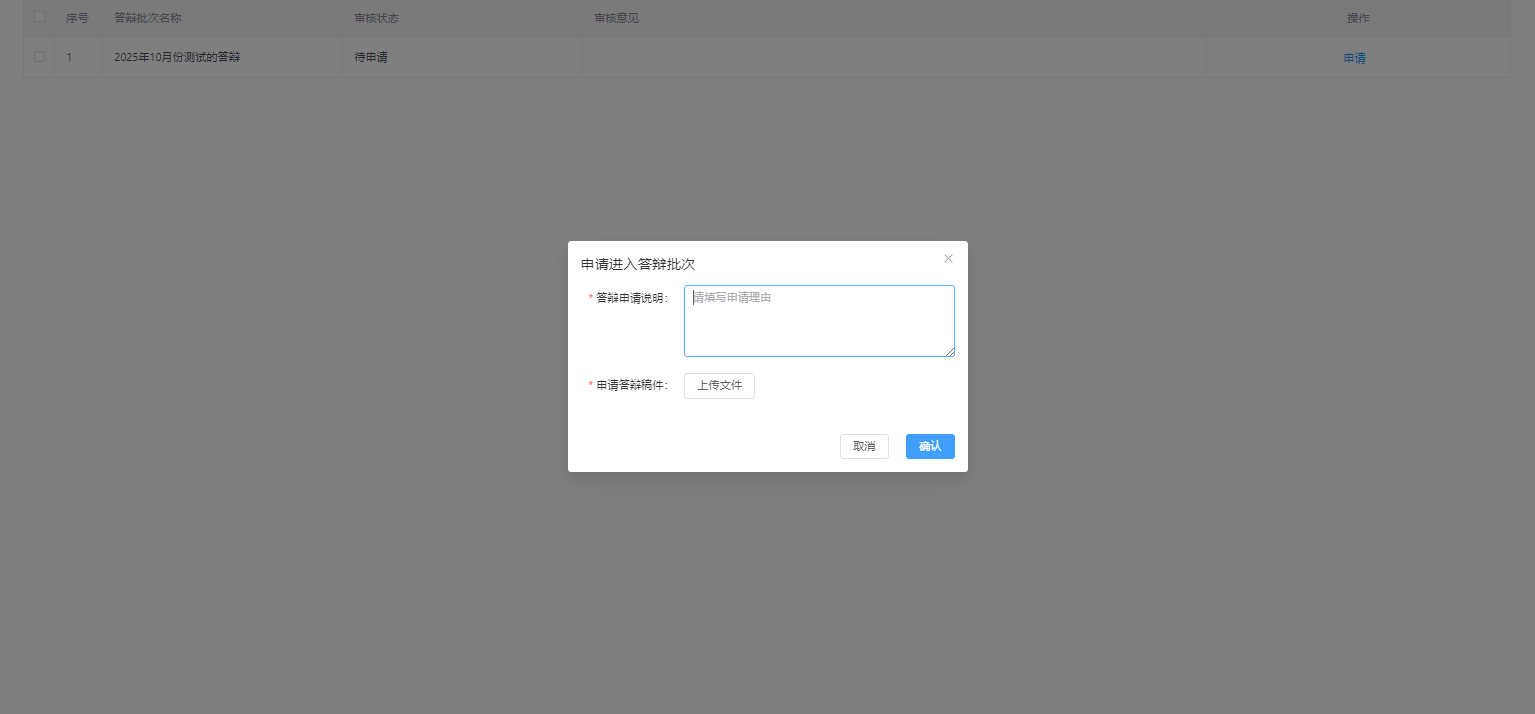 序号 答辩批次名称 审核状态 审核意见 操作
1 2025年10月份测试的答辩 待申请 申请
申请进入答辩批次
* 答辩申请说明： 请填写申请理由
* 申请答辩稿件： 上传文件
取消 确认